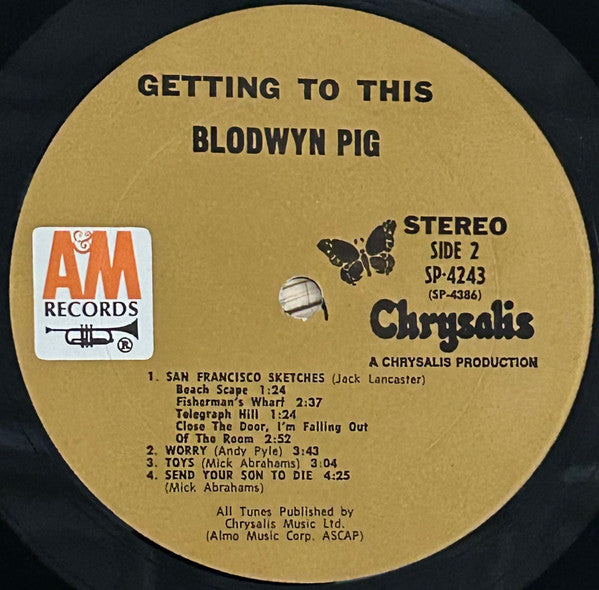 GETTING TO THIS
BLODWYN PIG
A&M
RECORDS
®
STEREO
SIDE 2
SP-4243
(SP-4386)
Chrysalis
A CHRYSALIS PRODUCTION
1. SAN FRANCISCO SKETCHES (Jack Lancaster)
Beach Scape 1:24
Fisherman's Wharf 2:37
Telegraph Hill 1:24
Close The Door, I'm Falling Out
Of The Room 2:52
2. WORRY (Andy Pyle) 3:43
3. TOYS (Mick Abrahams) 3:04
4. SEND YOUR SON TO DIE 4:25
(Mick Abrahams)
All Tunes Published by
Chrysalis Music Ltd.
(Almo Music Corp. ASCAP)